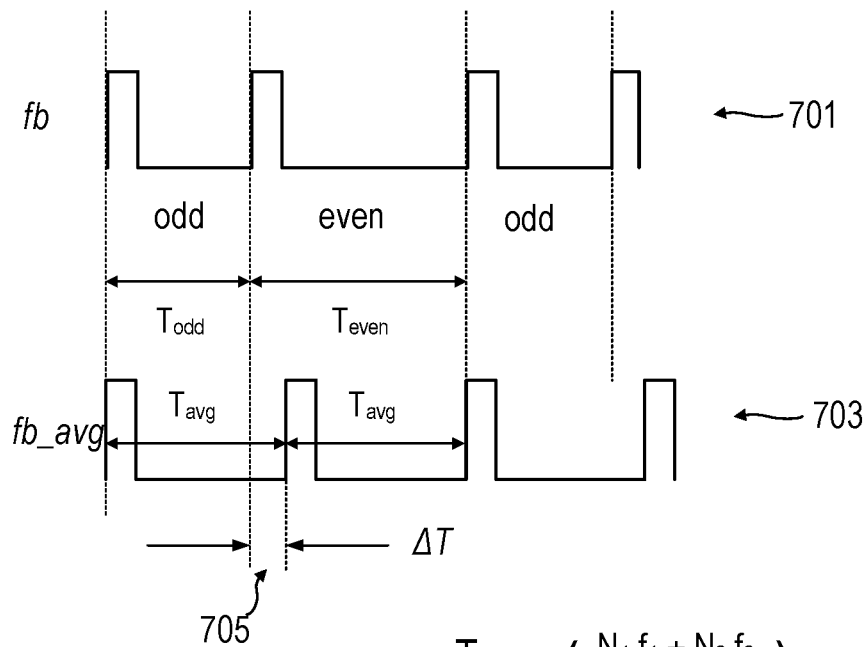 fb
701
odd even odd
Todd Teven
Tavg Tavg
fb_avg
703
ΔT
705